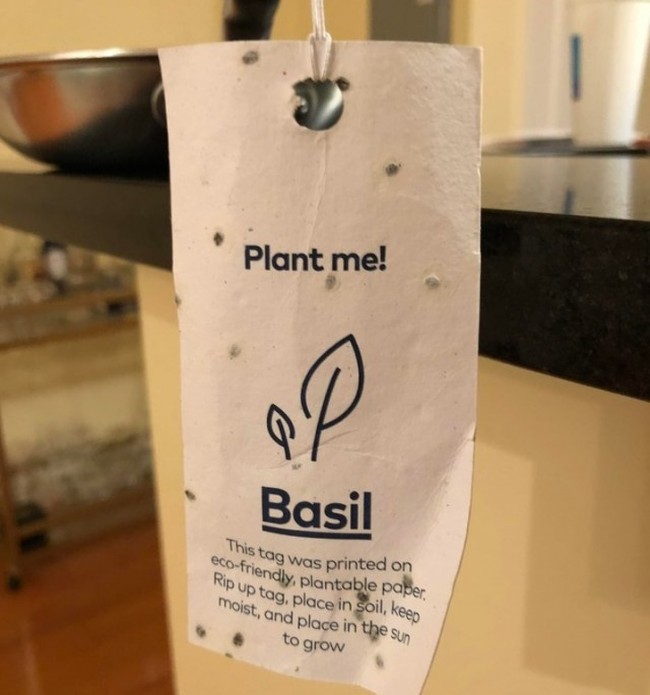 Plant me!
Basil
This tag was printed on
eco-friendly, plantable paper.
Rip up tag, place in soil, keep
moist, and place in the sun
to grow